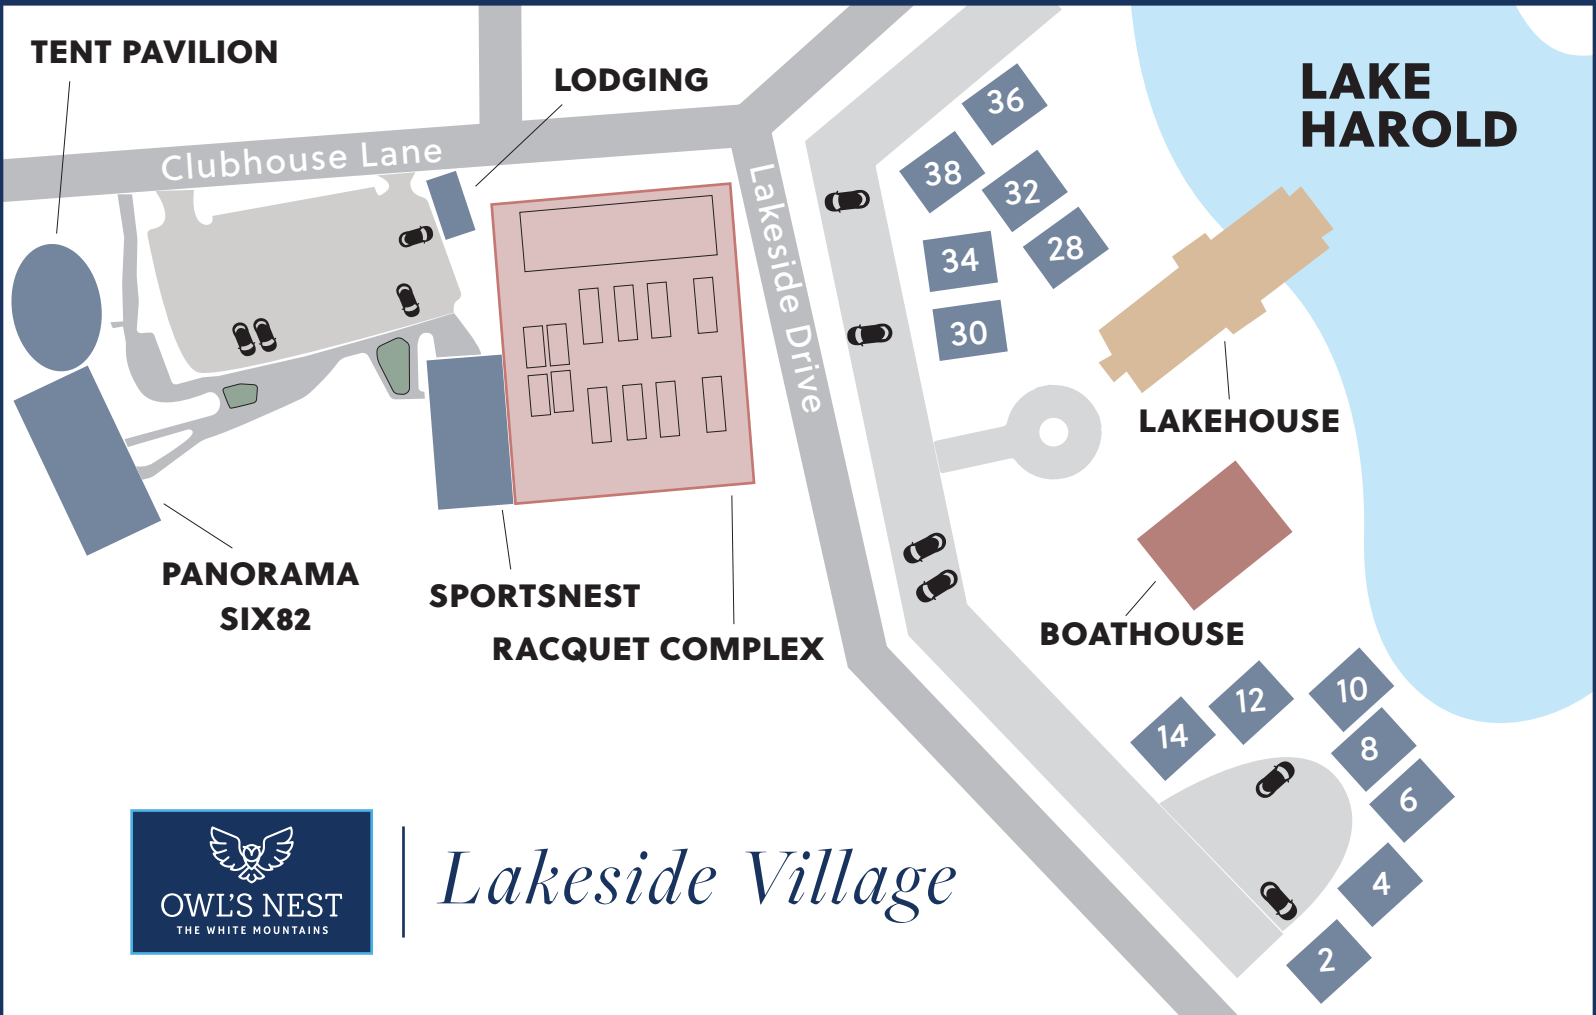 TENT PAVILION
LODGING
LAKE
HAROLD
Clubhouse Lane
Lakeside Drive
36
38
32
34
28
30
LAKEHOUSE
PANORAMA
SIX82
SPORTSNEST
RACQUET COMPLEX
BOATHOUSE
10
12
14
8
6
4
2
OWL'S NEST
THE WHITE MOUNTAINS
Lakeside Village